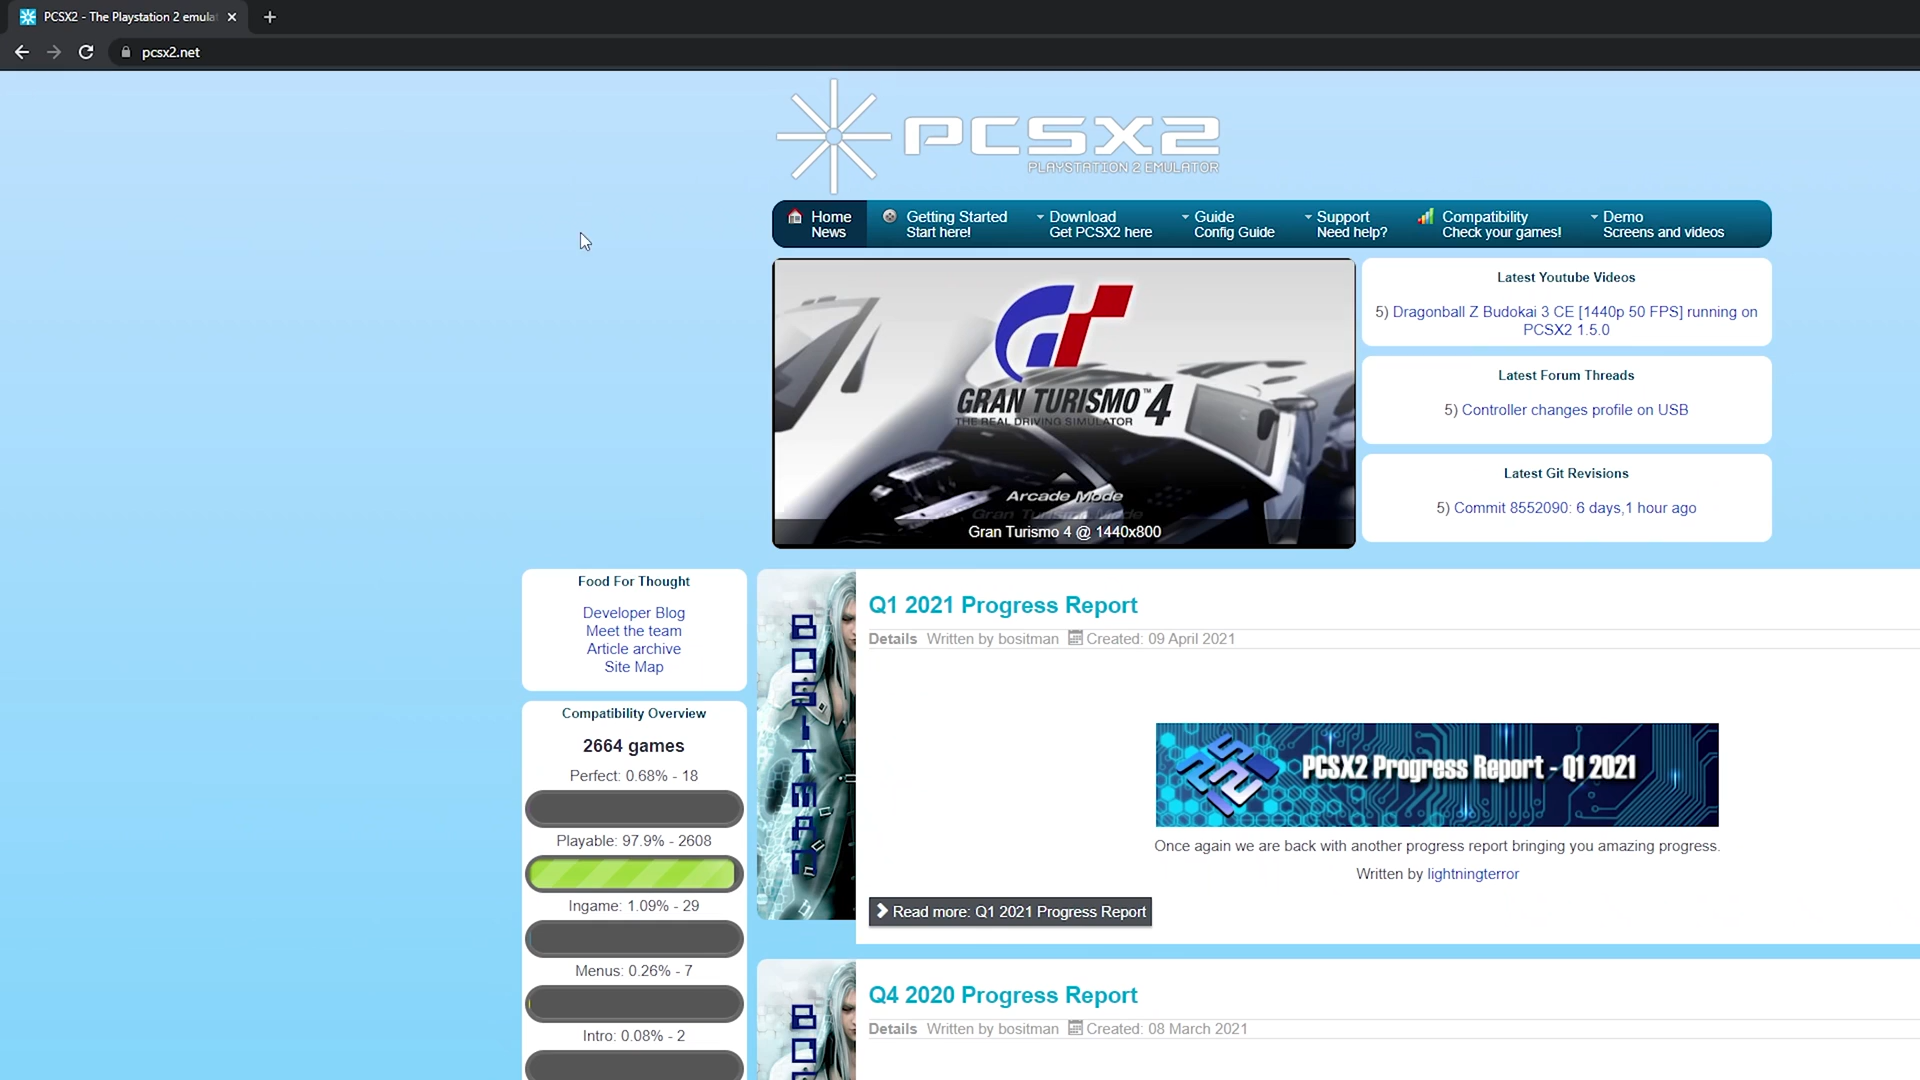 PCSX2 - The Playstation 2 emula
pcsx2.net
PCSX2
PLAYSTATION 2 EMULATOR
Home
News
Getting Started
Start here!
Download
Get PCSX2 here
Guide
Config Guide
Support
Need help?
Compatibility
Check your games!
Demo
Screens and videos
GRAN TURISMO 4
THE REAL DRIVING SIMULATOR
Arcade Mode
Gran Turismo Mode
Gran Turismo 4 @ 1440x800
Latest Youtube Videos
5) Dragonball Z Budokai 3 CE [1440p 50 FPS] running on
PCSX2 1.5.0
Latest Forum Threads
5) Controller changes profile on USB
Latest Git Revisions
5) Commit 8552090: 6 days,1 hour ago
Food For Thought
Developer Blog
Meet the team
Article archive
Site Map
Compatibility Overview
2664 games
Perfect: 0.68% - 18
Playable: 97.9% - 2608
Ingame: 1.09% - 29
Menus: 0.26% - 7
Intro: 0.08% - 2
BOSITMAN
Q1 2021 Progress Report
Details Written by bositman Created: 09 April 2021
PCSX2 Progress Report - Q1 2021
Once again we are back with another progress report bringing you amazing progress.
Written by lightningterror
Read more: Q1 2021 Progress Report
BO
Q4 2020 Progress Report
Details Written by bositman Created: 08 March 2021